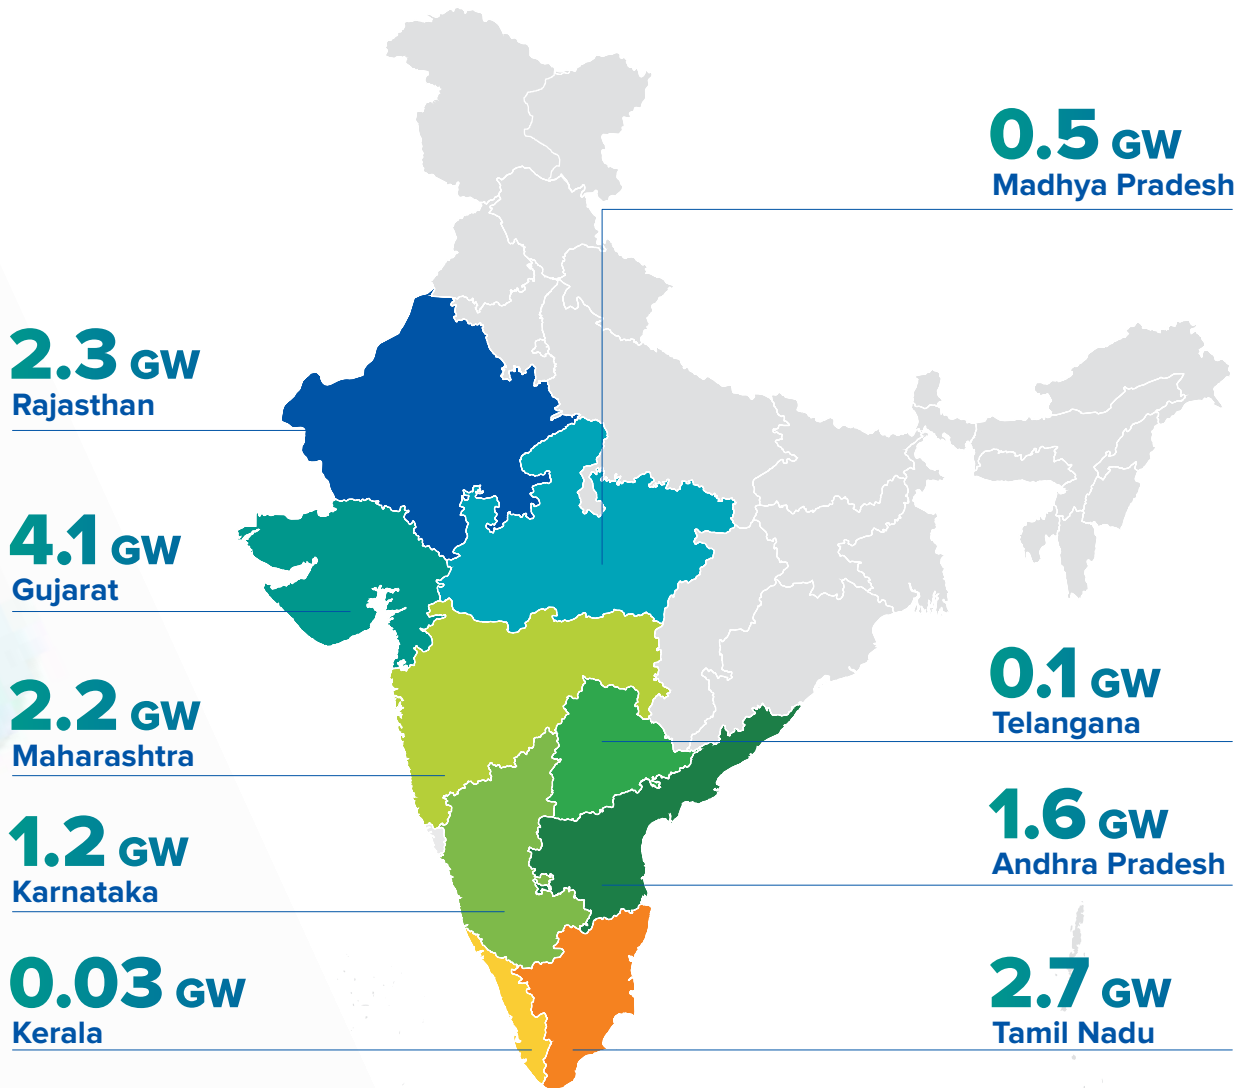 0.5 GW
Madhya Pradesh
2.3 GW
Rajasthan
4.1 GW
Gujarat
2.2 GW
Maharashtra
1.2 GW
Karnataka
0.03 GW
Kerala
0.1 GW
Telangana
1.6 GW
Andhra Pradesh
2.7 GW
Tamil Nadu